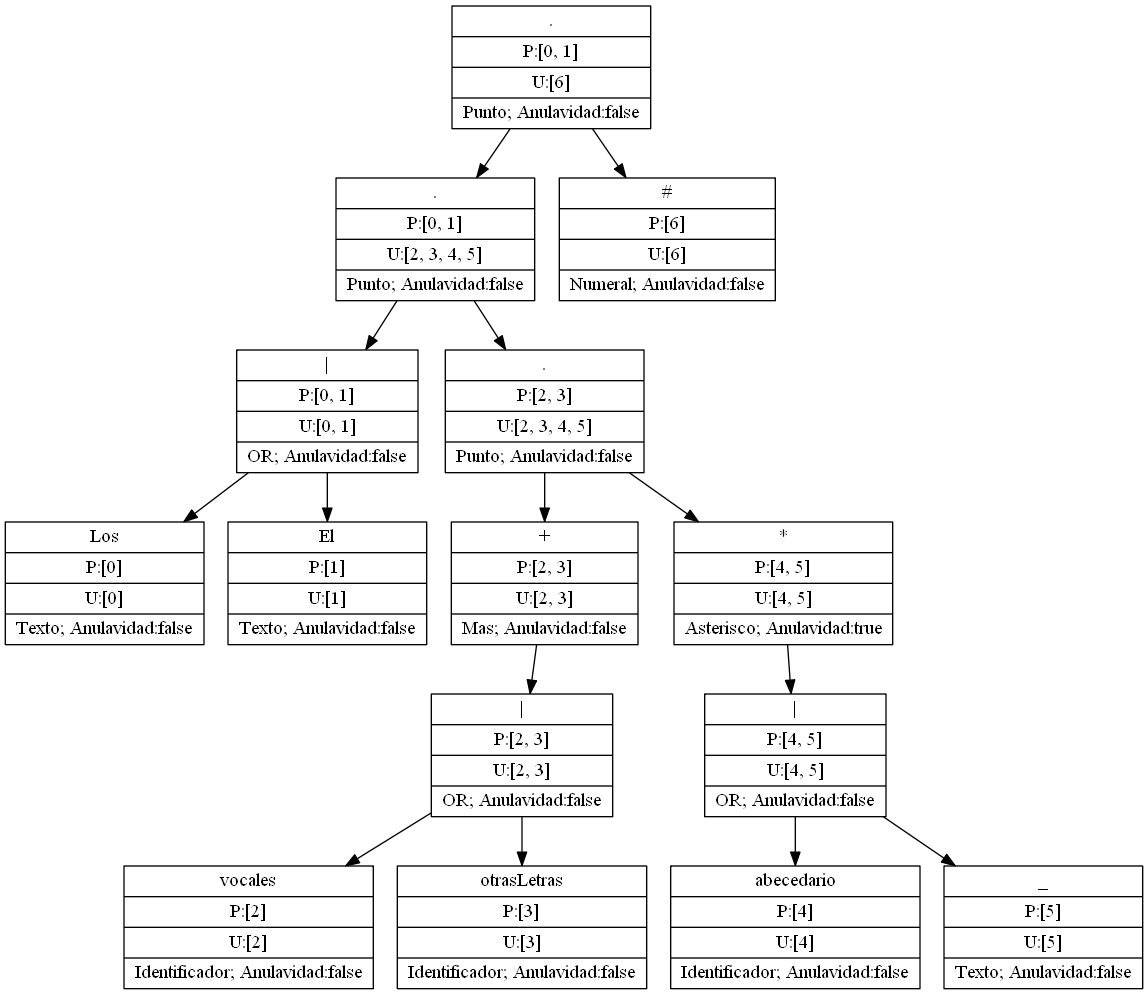 .
P:[0, 1]
U:[6]
Punto; Anulavidad:false
.
P:[0, 1]
U:[2, 3, 4, 5]
Punto; Anulavidad:false
#
P:[6]
U:[6]
Numeral; Anulavidad:false
|
P:[0, 1]
U:[0, 1]
OR; Anulavidad:false
.
P:[2, 3]
U:[2, 3, 4, 5]
Punto; Anulavidad:false
Los
P:[0]
U:[0]
Texto; Anulavidad:false
El
P:[1]
U:[1]
Texto; Anulavidad:false
+
P:[2, 3]
U:[2, 3]
Mas; Anulavidad:false
*
P:[4, 5]
U:[4, 5]
Asterisco; Anulavidad:true
|
P:[2, 3]
U:[2, 3]
OR; Anulavidad:false
|
P:[4, 5]
U:[4, 5]
OR; Anulavidad:false
vocales
P:[2]
U:[2]
Identificador; Anulavidad:false
otrasLetras
P:[3]
U:[3]
Identificador; Anulavidad:false
abecedario
P:[4]
U:[4]
Identificador; Anulavidad:false
_
P:[5]
U:[5]
Texto; Anulavidad:false